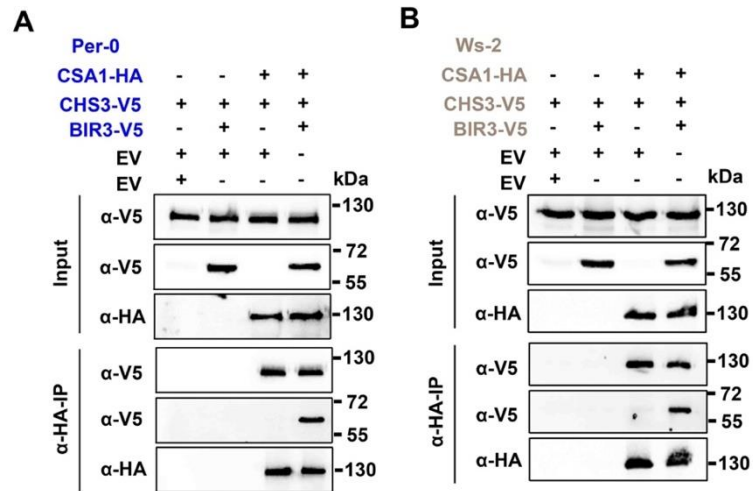 A
Per-0
CSA1-HA - - + +
CHS3-V5 + + + +
BIR3-V5 - + - +
EV + + + -
EV + - - -
kDa
Input
α-V5 130
α-V5 72
55
α-HA 130
α-HA-IP
α-V5 130
α-V5 72
55
α-HA 130
B
Ws-2
CSA1-HA - - + +
CHS3-V5 + + + +
BIR3-V5 - + - +
EV + + + -
EV + - - -
kDa
Input
α-V5 130
α-V5 72
55
α-HA 130
α-HA-IP
α-V5 130
α-V5 72
55
α-HA 130